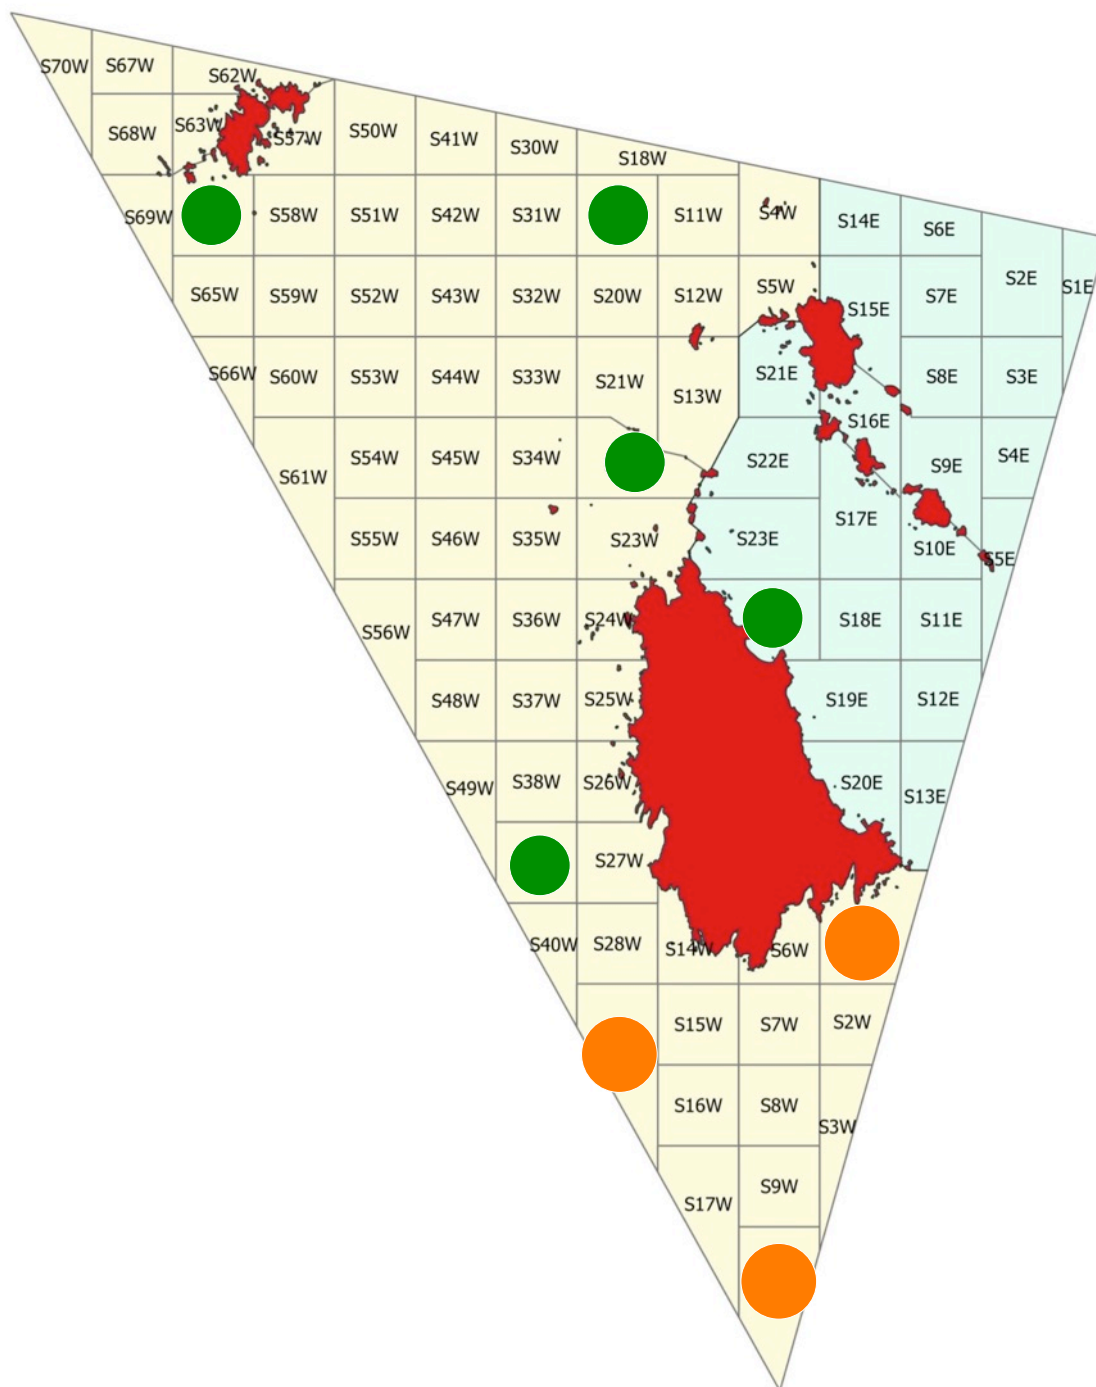 S70W S67W S62W
S68W S63W S57W S50W S41W S30W S18W
S69W S58W S51W S42W S31W S11W S4W S14E S6E
S65W S59W S52W S43W S32W S20W S12W S5W S15E S7E S2E S1E
S66W S60W S53W S44W S33W S21W S13W S21E S8E S3E
S16E
S61W S54W S45W S34W S22E S9E S4E
S17E
S55W S46W S35W S23W S23E S10E S5E
S56W S47W S36W S24W S18E S11E
S48W S37W S25W S19E S12E
S49W S38W S26W S20E S13E
S27W
S40W S28W S14W S6W
S15W S7W S2W
S16W S8W S3W
S17W S9W